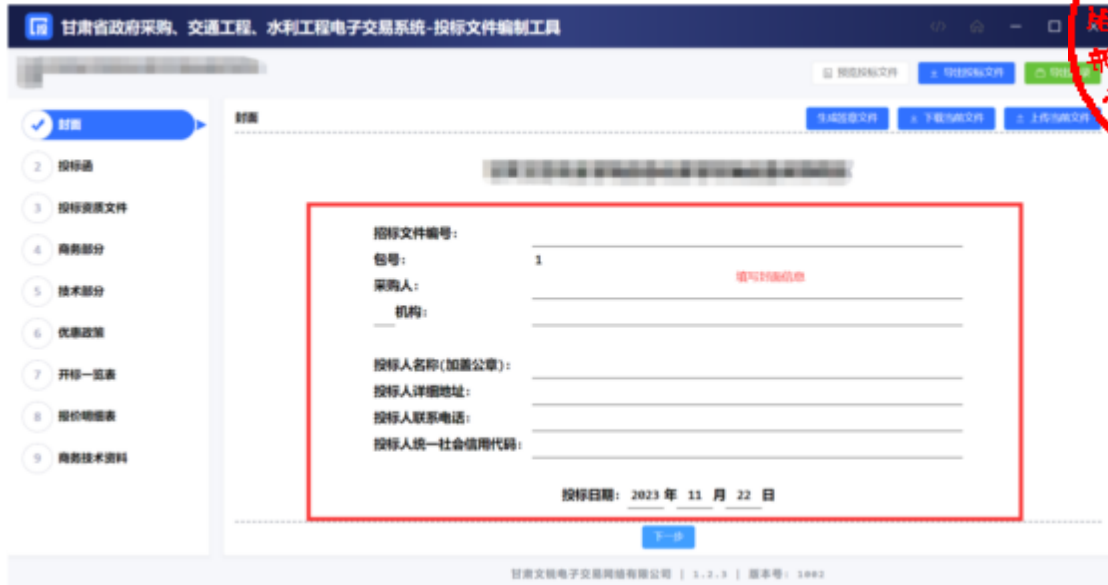 甘肃省政府采购、交通工程、水利工程电子交易系统-投标文件编制工具
预览投标文件 导出投标文件
封面
封面
生成签章文件 下载当前文件 上传当前文件
2 投标函
3 投标资质文件
4 商务部分
5 技术部分
6 优惠政策
7 开标一览表
8 报价明细表
9 商务技术资料
招标文件编号:
包号: 1
填写封面信息
采购人:
机构:
投标人名称(加盖公章):
投标人详细地址:
投标人联系电话:
投标人统一社会信用代码:
投标日期: 2023 年 11 月 22 日
下一步
甘肃文锐电子交易网络有限公司 | 1.2.3 | 版本号: 1002